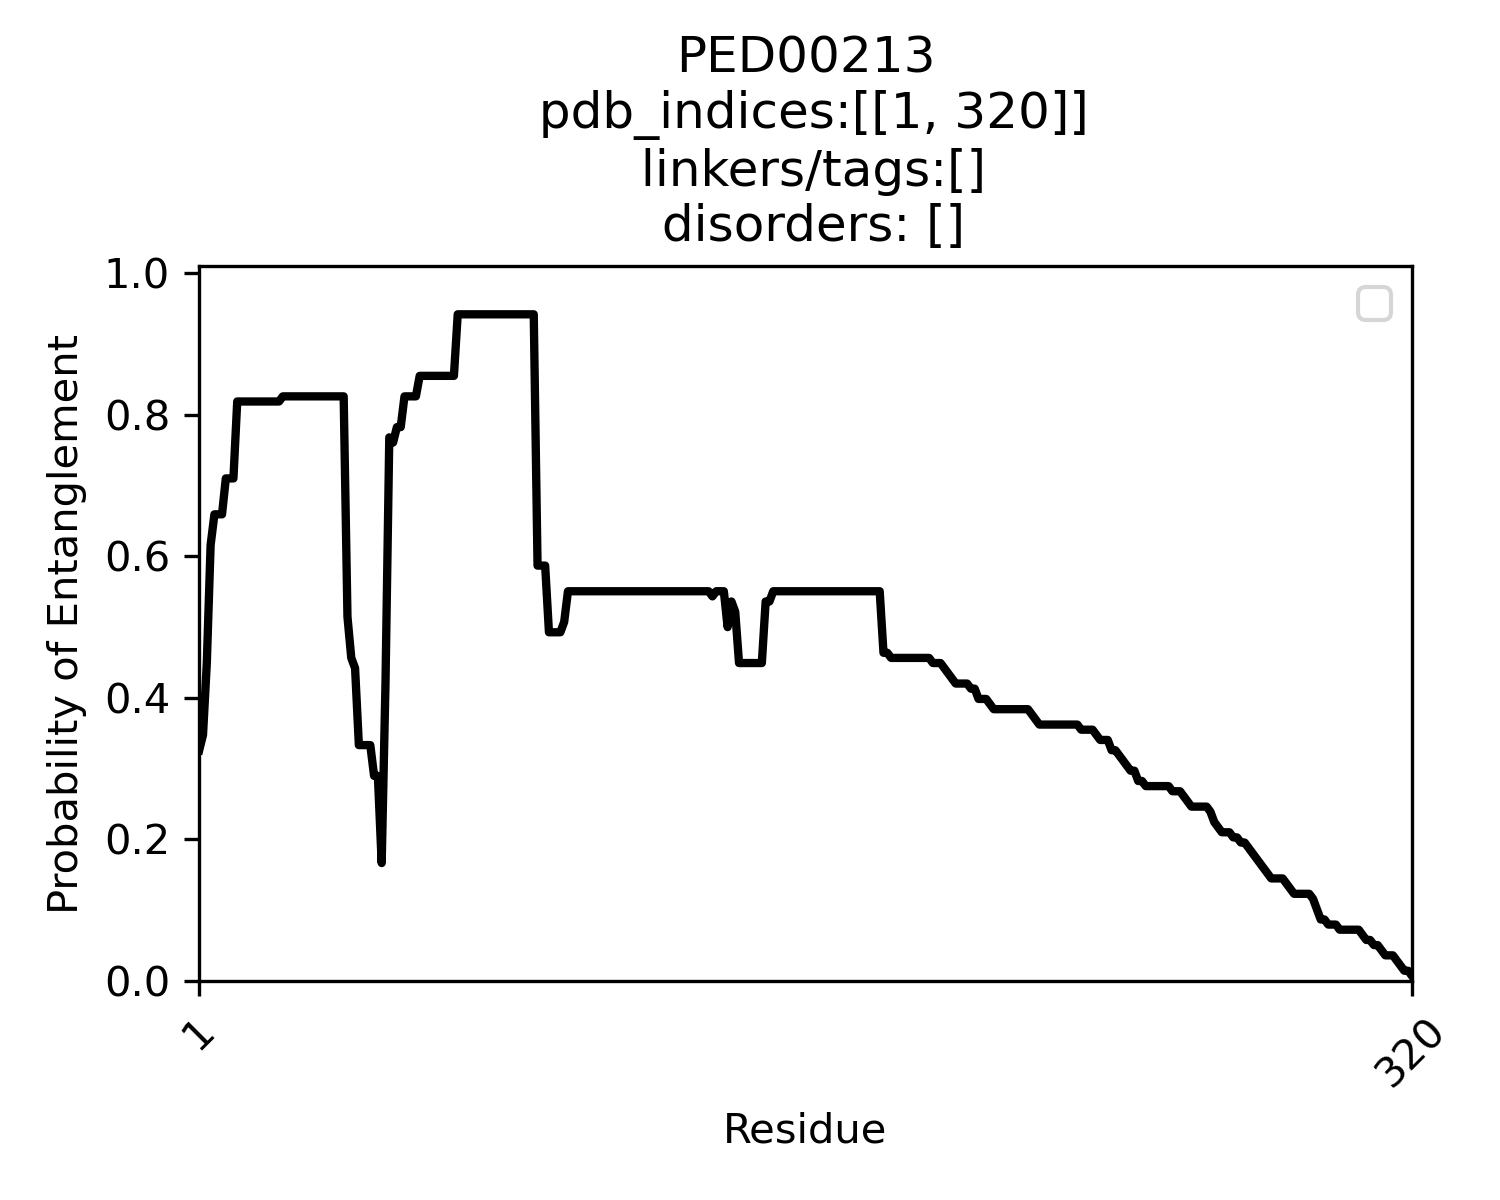 PED00213
pdb_indices:[[1, 320]]
linkers/tags:[]
disorders: []
1.0
0.8
0.6
0.4
0.2
0.0
Probability of Entanglement
1
320
Residue